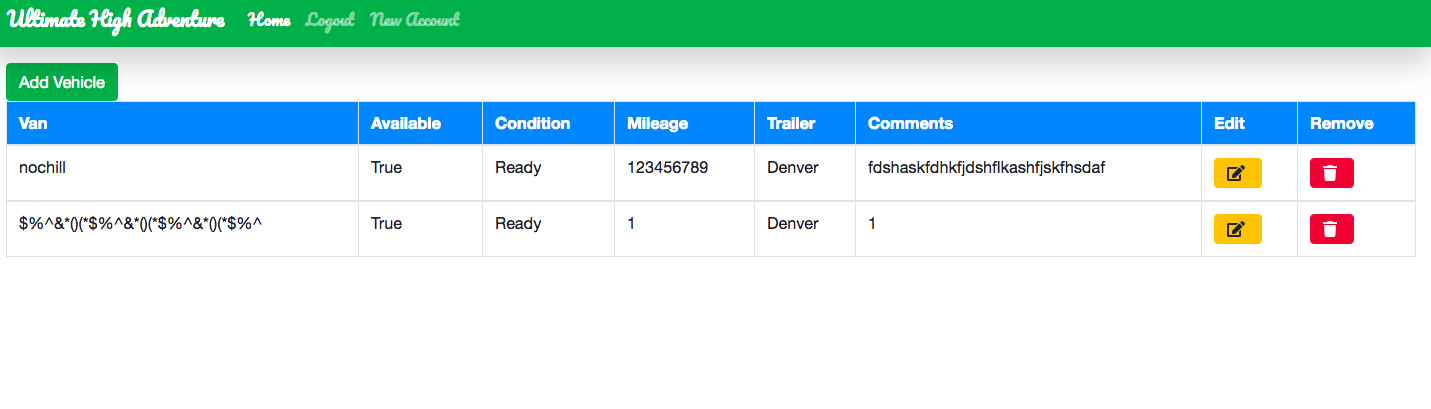 Ultimate High Adventure Home Logout New Account
Add Vehicle
Van Available Condition Mileage Trailer Comments Edit Remove
nochill True Ready 123456789 Denver fdshaskfdhkfjdshflkashfjskfhsdaf
$%^&*()(*$%^&*()(*$%^&*()(*$%^ True Ready 1 Denver 1